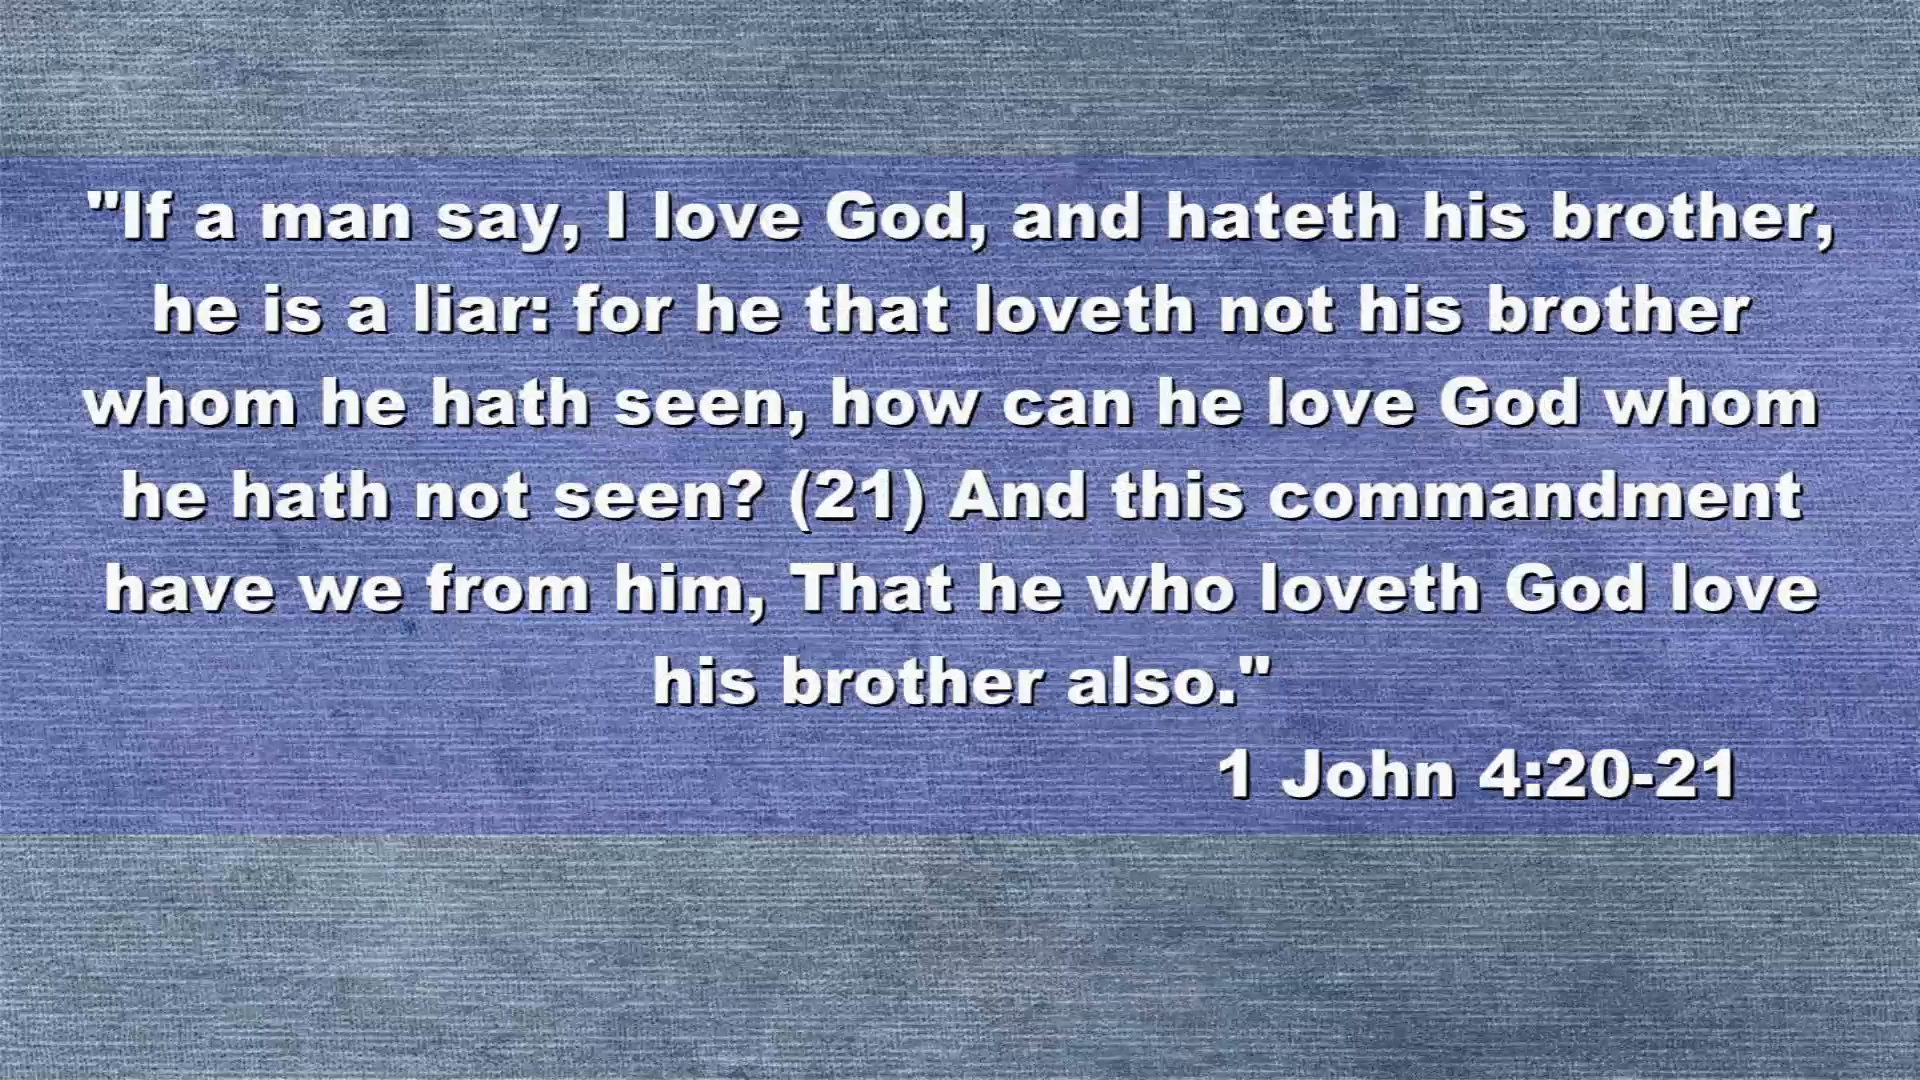 "If a man say, I love God, and hateth his brother,
he is a liar: for he that loveth not his brother
whom he hath seen, how can he love God whom
he hath not seen? (21) And this commandment
have we from him, That he who loveth God love
his brother also."
1 John 4:20-21